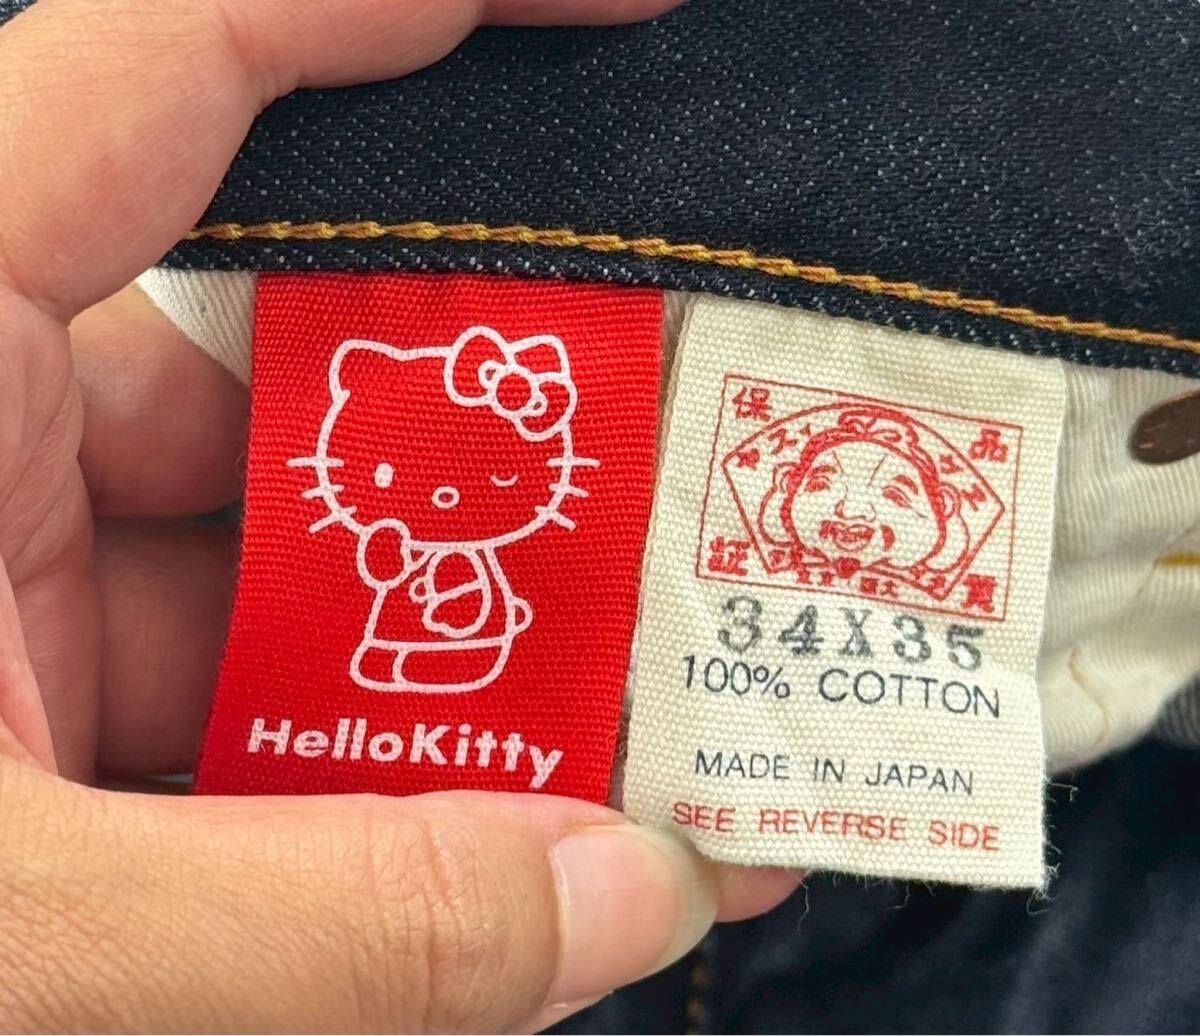 HelloKitty
保 品
証 質
34X35
100% COTTON
MADE IN JAPAN
SEE REVERSE SIDE